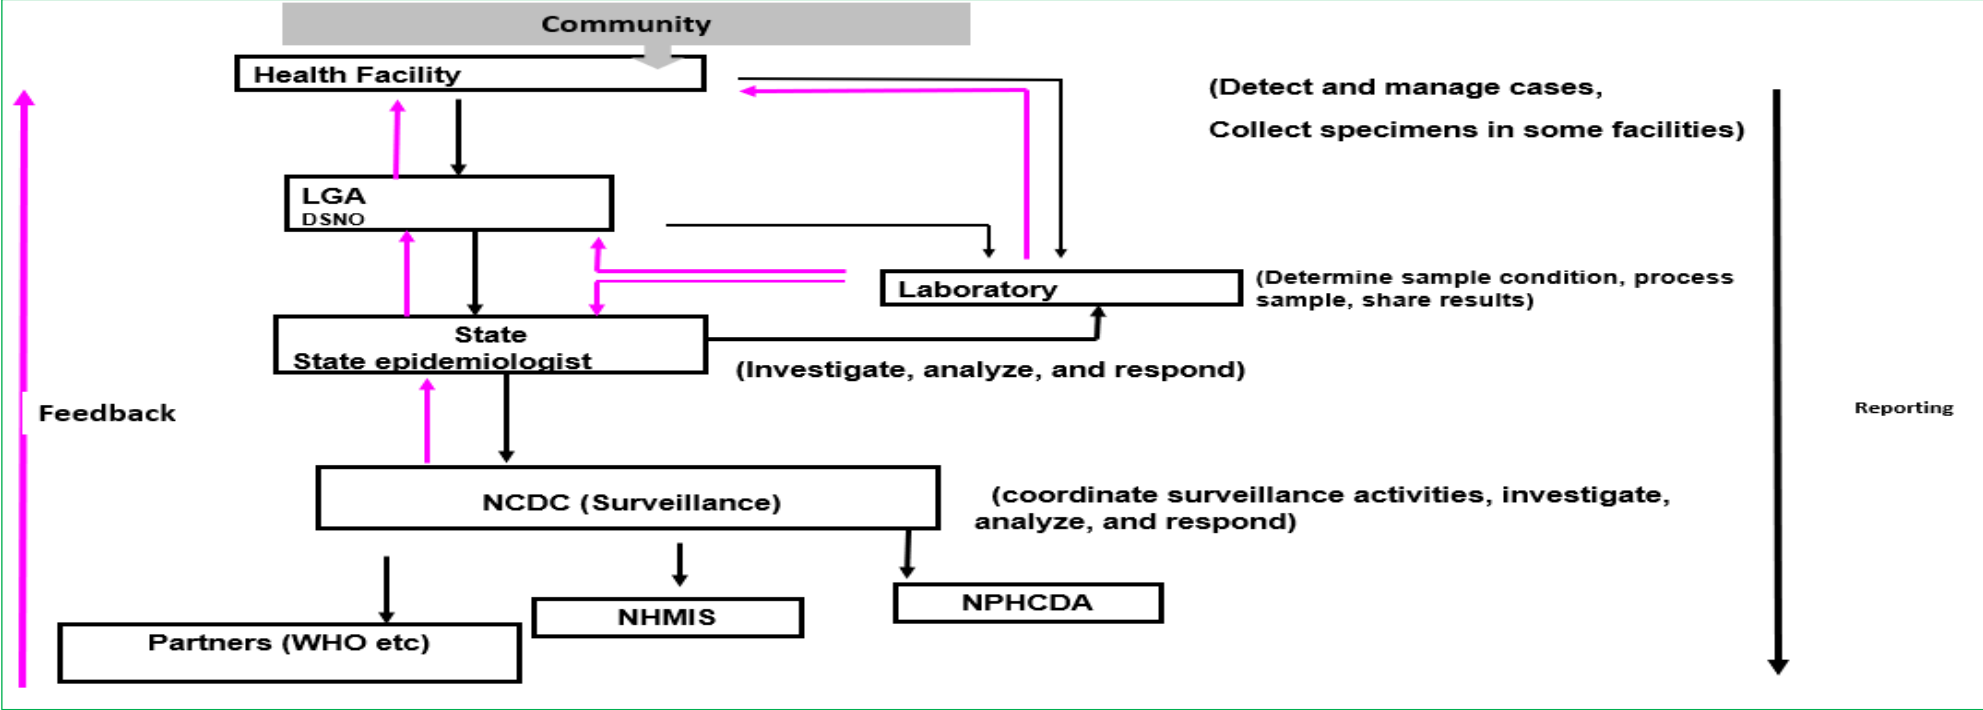 Community
Health Facility
(Detect and manage cases,
Collect specimens in some facilities)
LGA
DSNO
Laboratory
(Determine sample condition, process
sample, share results)
State
State epidemiologist
(Investigate, analyze, and respond)
Feedback
Reporting
NCDC (Surveillance)
(coordinate surveillance activities, investigate,
analyze, and respond)
NPHCDA
NHMIS
Partners (WHO etc)